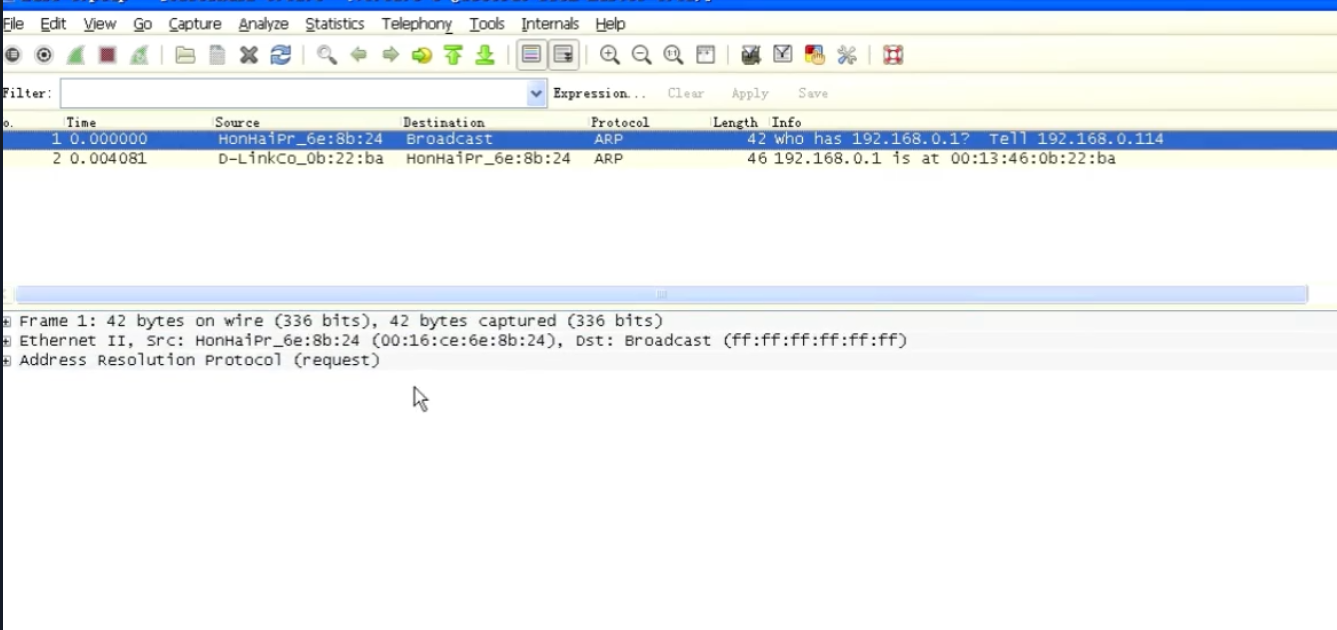 File Edit View Go Capture Analyze Statistics Telephony Tools Internals Help
Filter: Expression... Clear Apply Save
o. Time Source Destination Protocol Length Info
1 0.000000 HonHaiPr_6e:8b:24 Broadcast ARP 42 who has 192.168.0.1? Tell 192.168.0.114
2 0.004081 D-LinkCo_0b:22:ba HonHaiPr_6e:8b:24 ARP 46 192.168.0.1 is at 00:13:46:0b:22:ba
Frame 1: 42 bytes on wire (336 bits), 42 bytes captured (336 bits)
Ethernet II, Src: HonHaiPr_6e:8b:24 (00:16:ce:6e:8b:24), Dst: Broadcast (ff:ff:ff:ff:ff:ff)
Address Resolution Protocol (request)